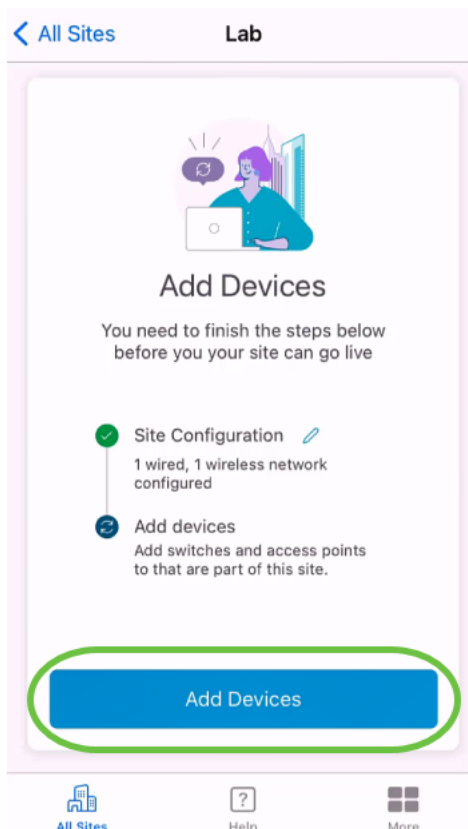 All Sites
Lab
Add Devices
You need to finish the steps below
before you your site can go live
Site Configuration
1 wired, 1 wireless network
configured
Add devices
Add switches and access points
to that are part of this site.
Add Devices
All Sites
Help
More